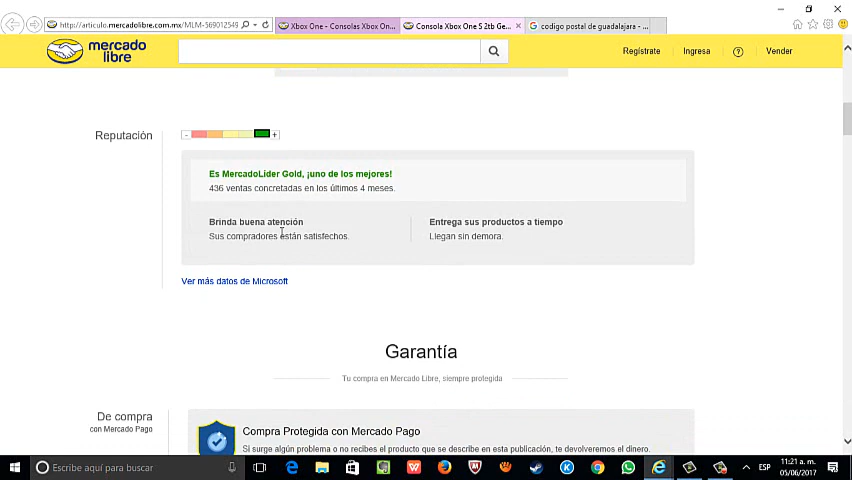 http://articulo.mercadolibre.com.mx/MLM-569012549
Xbox One - Consolas Xbox On...
Consola Xbox One S 2tb Ge...
codigo postal de guadalajara - ...
mercado
libre
Regístrate
Ingresa
Vender
Reputación
- +
Es MercadoLíder Gold, ¡uno de los mejores!
436 ventas concretadas en los últimos 4 meses.
Brinda buena atención
Entrega sus productos a tiempo
Sus compradores están satisfechos.
Llegan sin demora.
Ver más datos de Microsoft
Garantía
Tu compra en Mercado Libre, siempre protegida
De compra
con Mercado Pago
Compra Protegida con Mercado Pago
Si surge algún problema o no recibes el producto que se describe en esta publicación, te devolveremos el dinero.
Escribe aquí para buscar
ESP
11:21 a. m.
05/06/2017